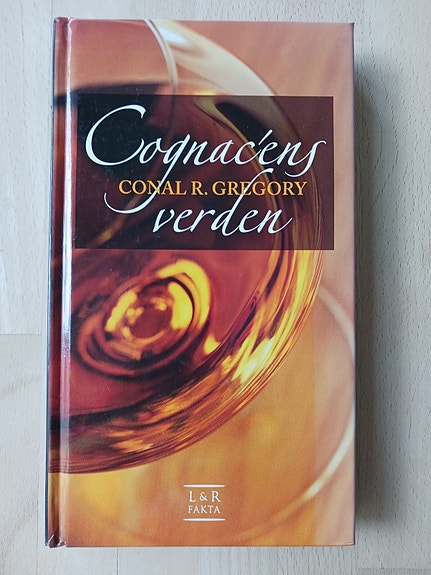 Cognac'ens
CONAL R. GREGORY
verden
L & R
FAKTA